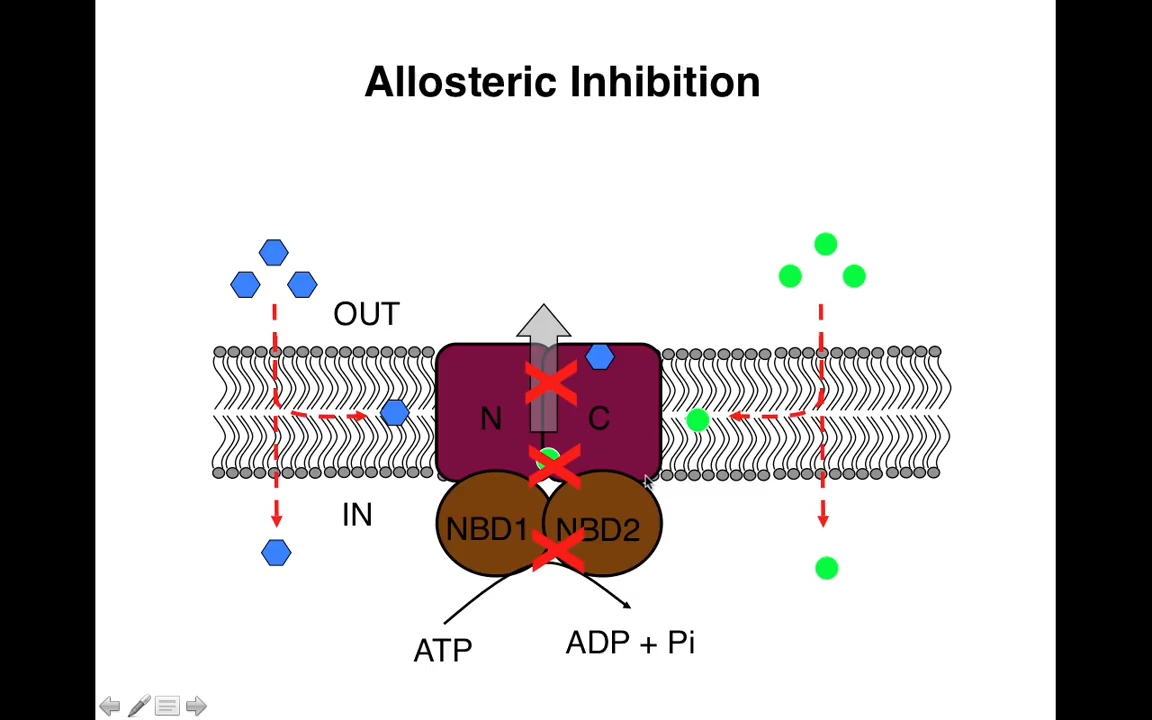 Allosteric Inhibition
OUT
N C
IN
NBD1 NBD2
ATP ADP + Pi